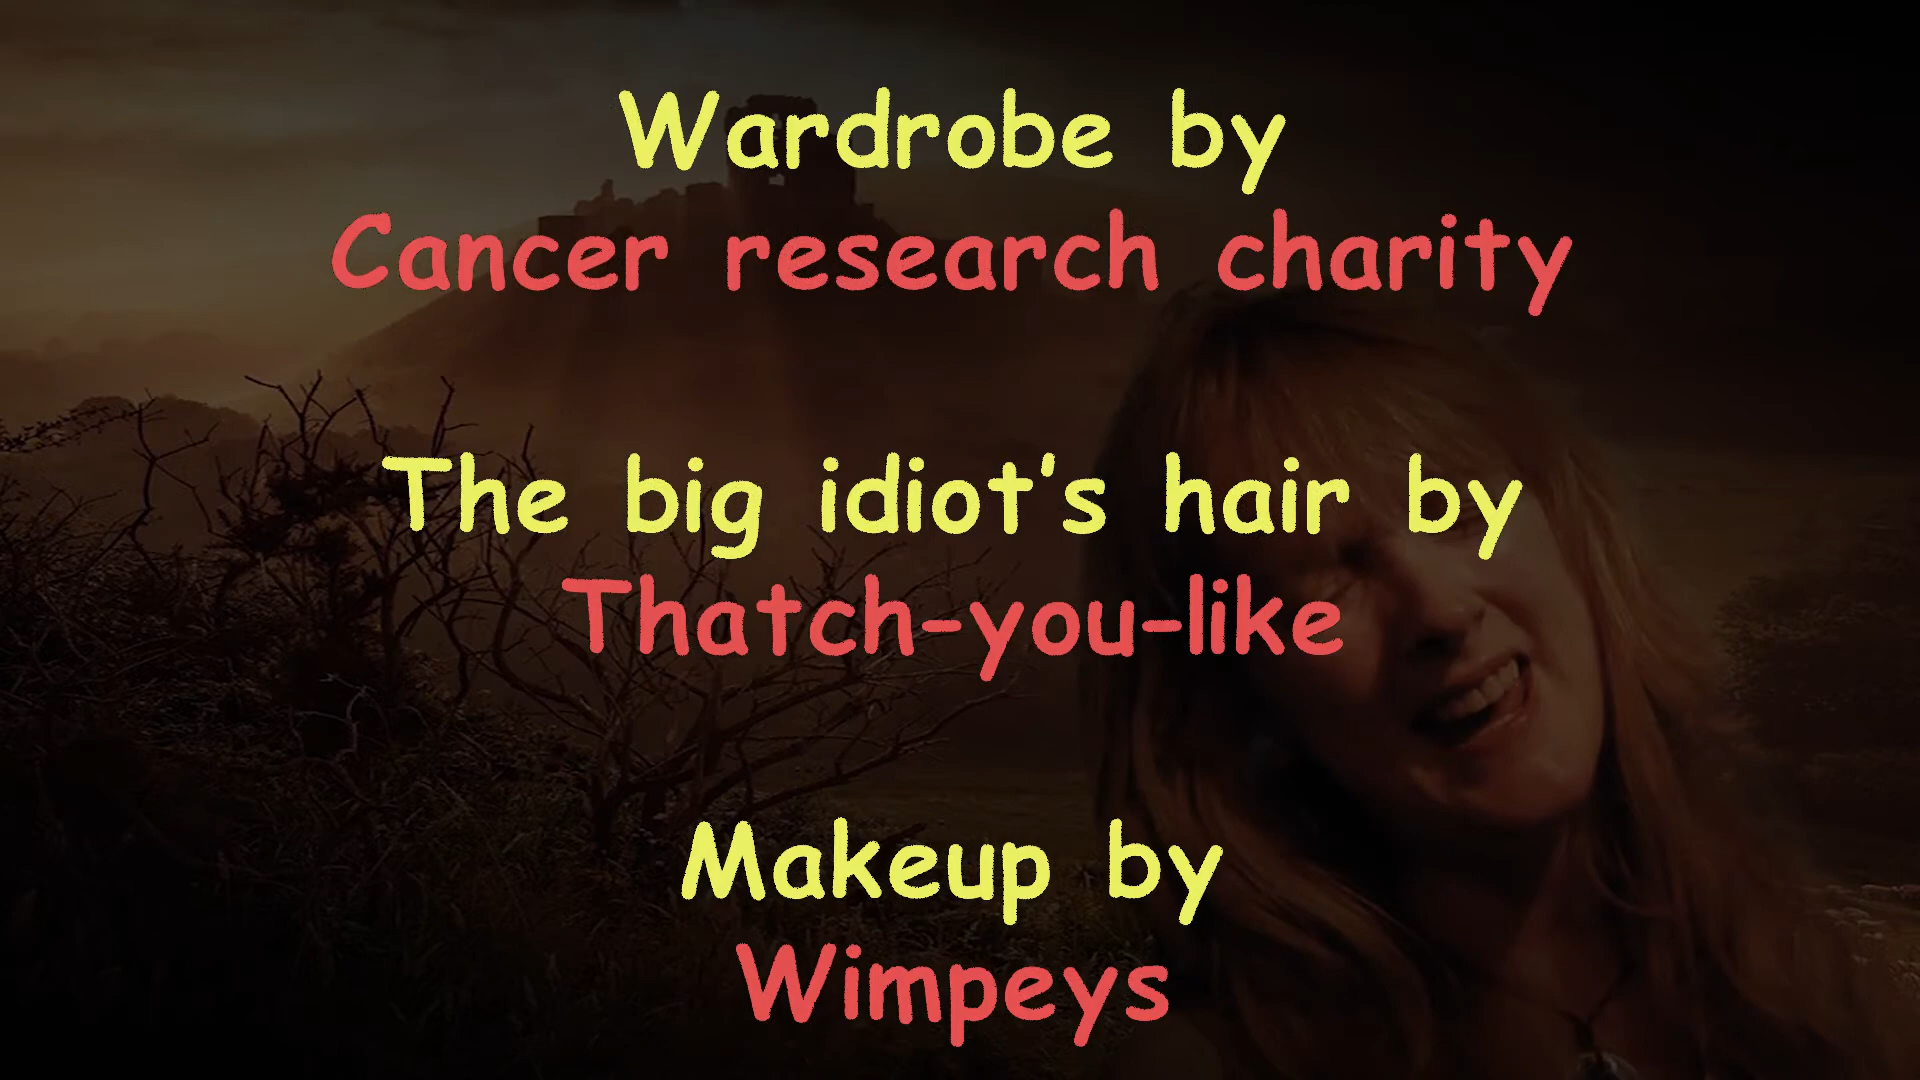 Wardrobe by
Cancer research charity
The big idiot's hair by
Thatch-you-like
Makeup by
Wimpeys